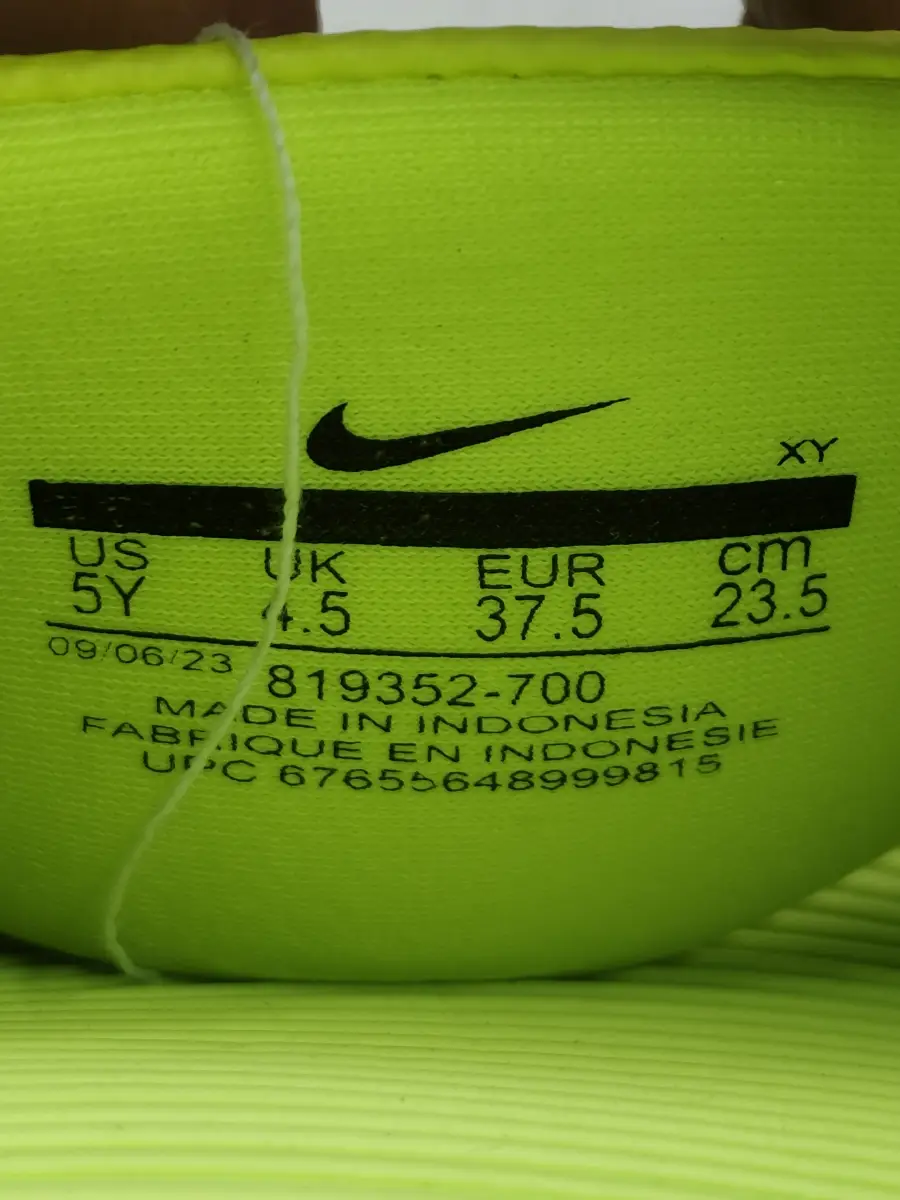 XY
US UK EUR cm
5Y 4.5 37.5 23.5
09/06/23 819352-700
MADE IN INDONESIA
FABRIQUE EN INDONESIE
UPC 67655648999815